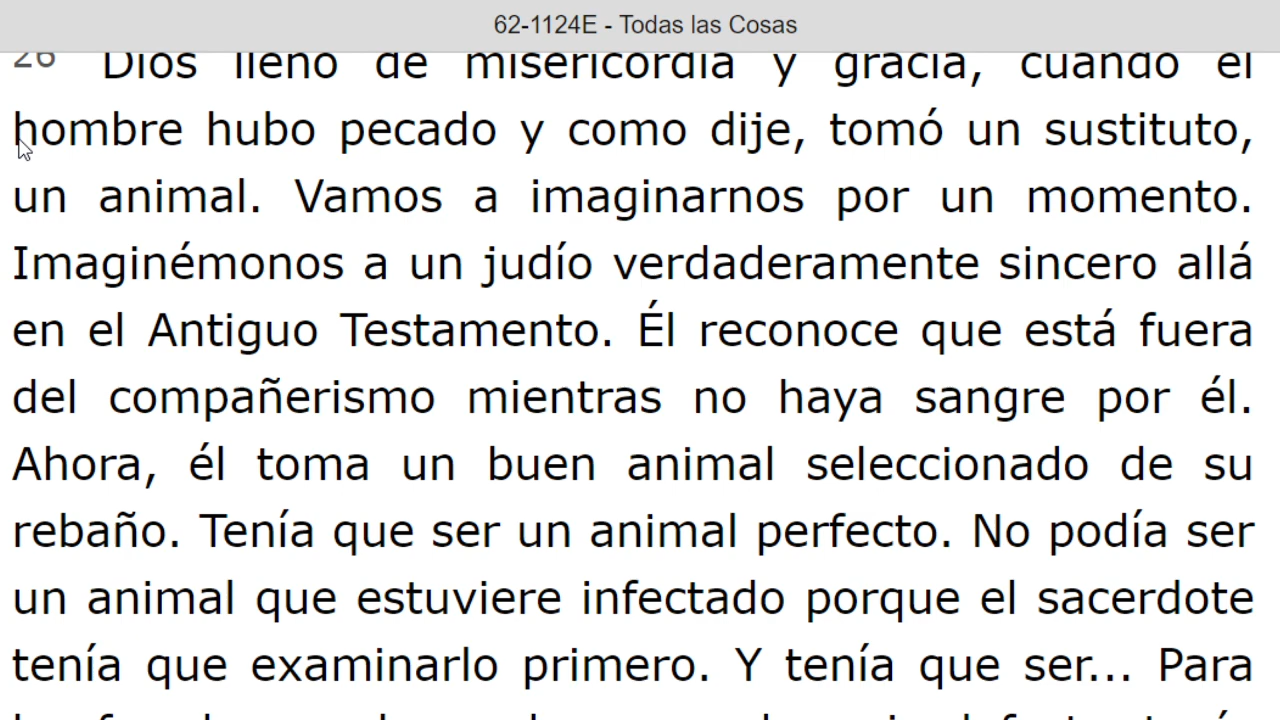 62-1124E - Todas las Cosas
26 Dios lleno de misericordia y gracia, cuando el
hombre hubo pecado y como dije, tomó un sustituto,
un animal. Vamos a imaginarnos por un momento.
Imaginémonos a un judío verdaderamente sincero allá
en el Antiguo Testamento. Él reconoce que está fuera
del compañerismo mientras no haya sangre por él.
Ahora, él toma un buen animal seleccionado de su
rebaño. Tenía que ser un animal perfecto. No podía ser
un animal que estuviere infectado porque el sacerdote
tenía que examinarlo primero. Y tenía que ser... Para